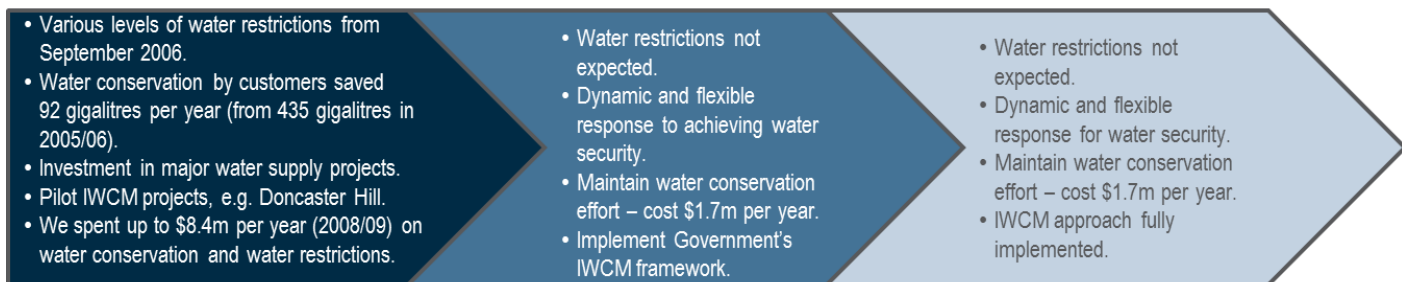 • Various levels of water restrictions from
September 2006.
• Water conservation by customers saved
92 gigalitres per year (from 435 gigalitres in
2005/06).
• Investment in major water supply projects.
• Pilot IWCM projects, e.g. Doncaster Hill.
• We spent up to $8.4m per year (2008/09) on
water conservation and water restrictions.
• Water restrictions not
expected.
• Dynamic and flexible
response to achieving water
security.
• Maintain water conservation
effort – cost $1.7m per year.
• Implement Government's
IWCM framework.
• Water restrictions not
expected.
• Dynamic and flexible
response for water security.
• Maintain water conservation
effort – cost $1.7m per year.
• IWCM approach fully
implemented.